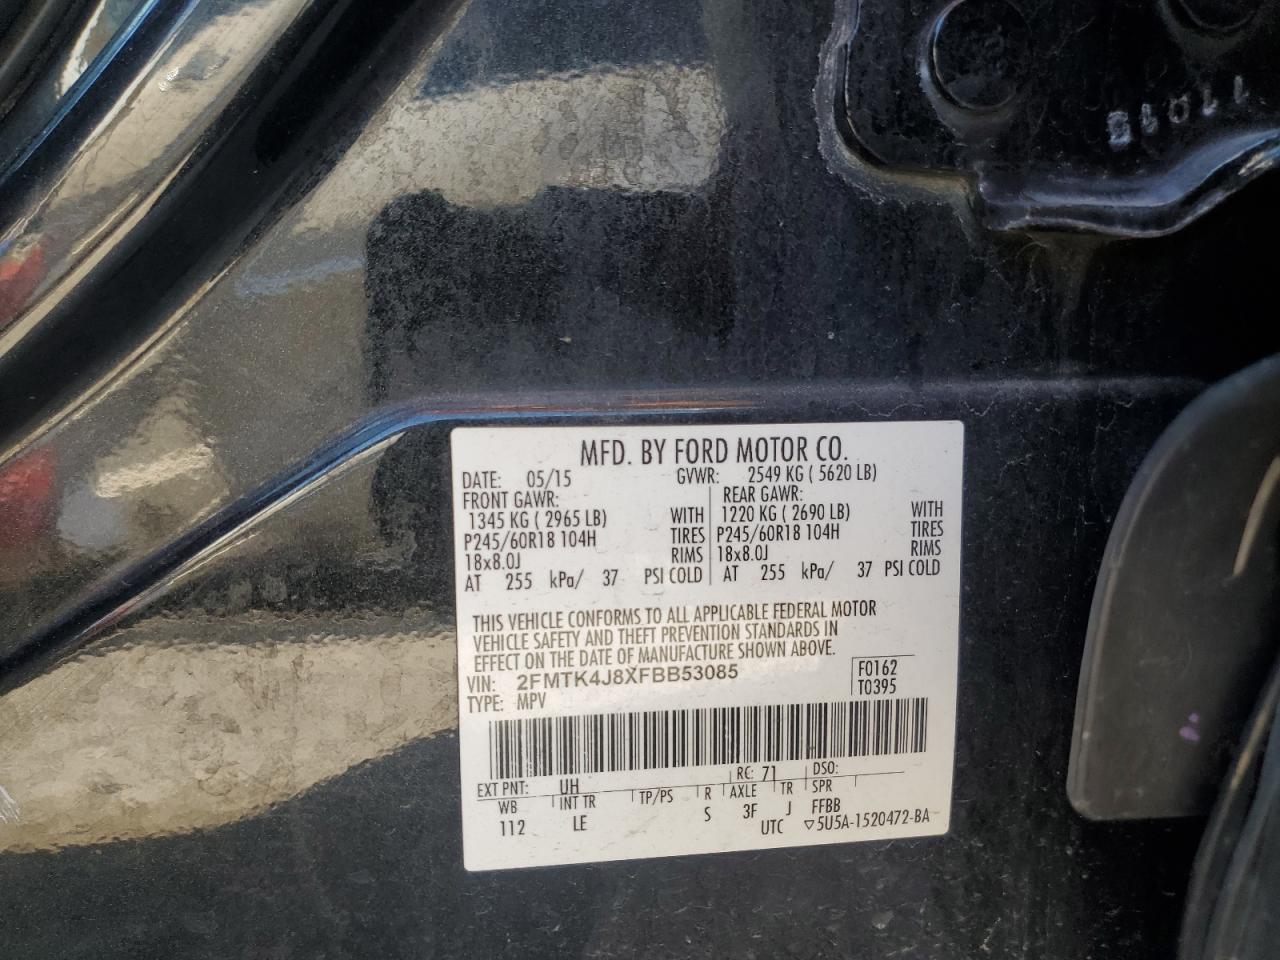 MFD. BY FORD MOTOR CO.
DATE: 05/15 GVWR: 2549 KG ( 5620 LB)
FRONT GAWR: REAR GAWR:
1345 KG ( 2965 LB) WITH 1220 KG ( 2690 LB) WITH
P245/60R18 104H TIRES P245/60R18 104H TIRES
18x8.0J RIMS 18x8.0J RIMS
AT 255 kPa/ 37 PSI COLD AT 255 kPa/ 37 PSI COLD
THIS VEHICLE CONFORMS TO ALL APPLICABLE FEDERAL MOTOR
VEHICLE SAFETY AND THEFT PREVENTION STANDARDS IN
EFFECT ON THE DATE OF MANUFACTURE SHOWN ABOVE.
VIN: 2FMTK4J8XFBB53085 F0162
TYPE: MPV T0395
EXT PNT: UH RC: 71 DSO:
WB INT TR TP/PS R AXLE TR SPR
112 LE S 3F J FFBB
UTC ▽5U5A-1520472-BA